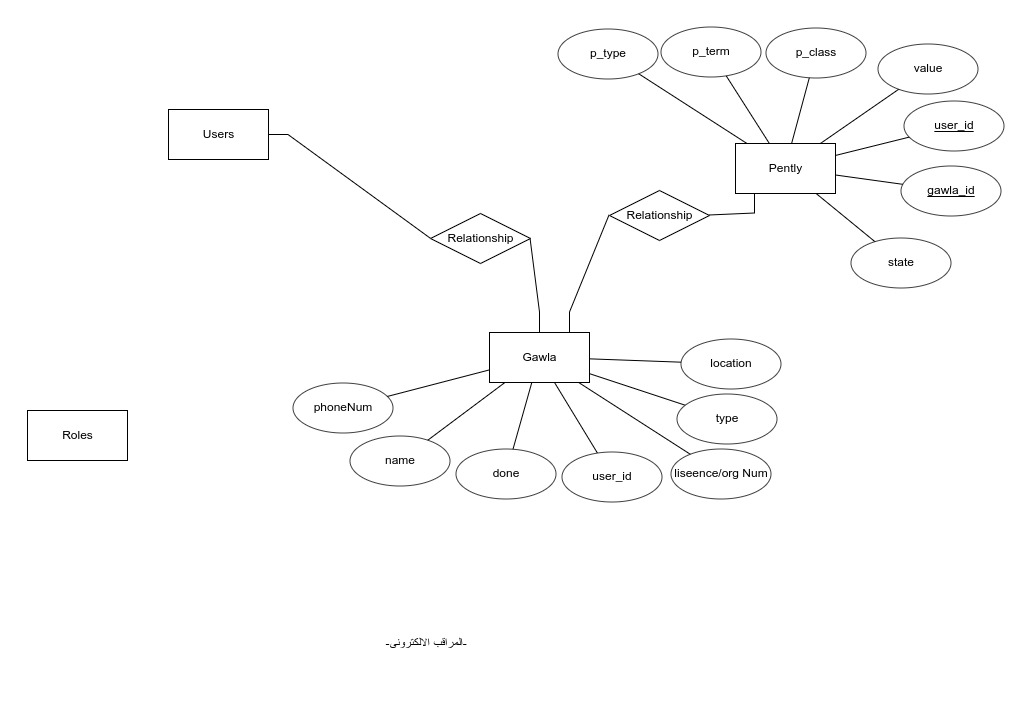 p_type
p_term
p_class
value
Users
user_id
Pently
gawla_id
Relationship
Relationship
state
Gawla
location
phoneNum
type
Roles
name
done
user_id
liseence/org Num
-المراقب الالكترونى-